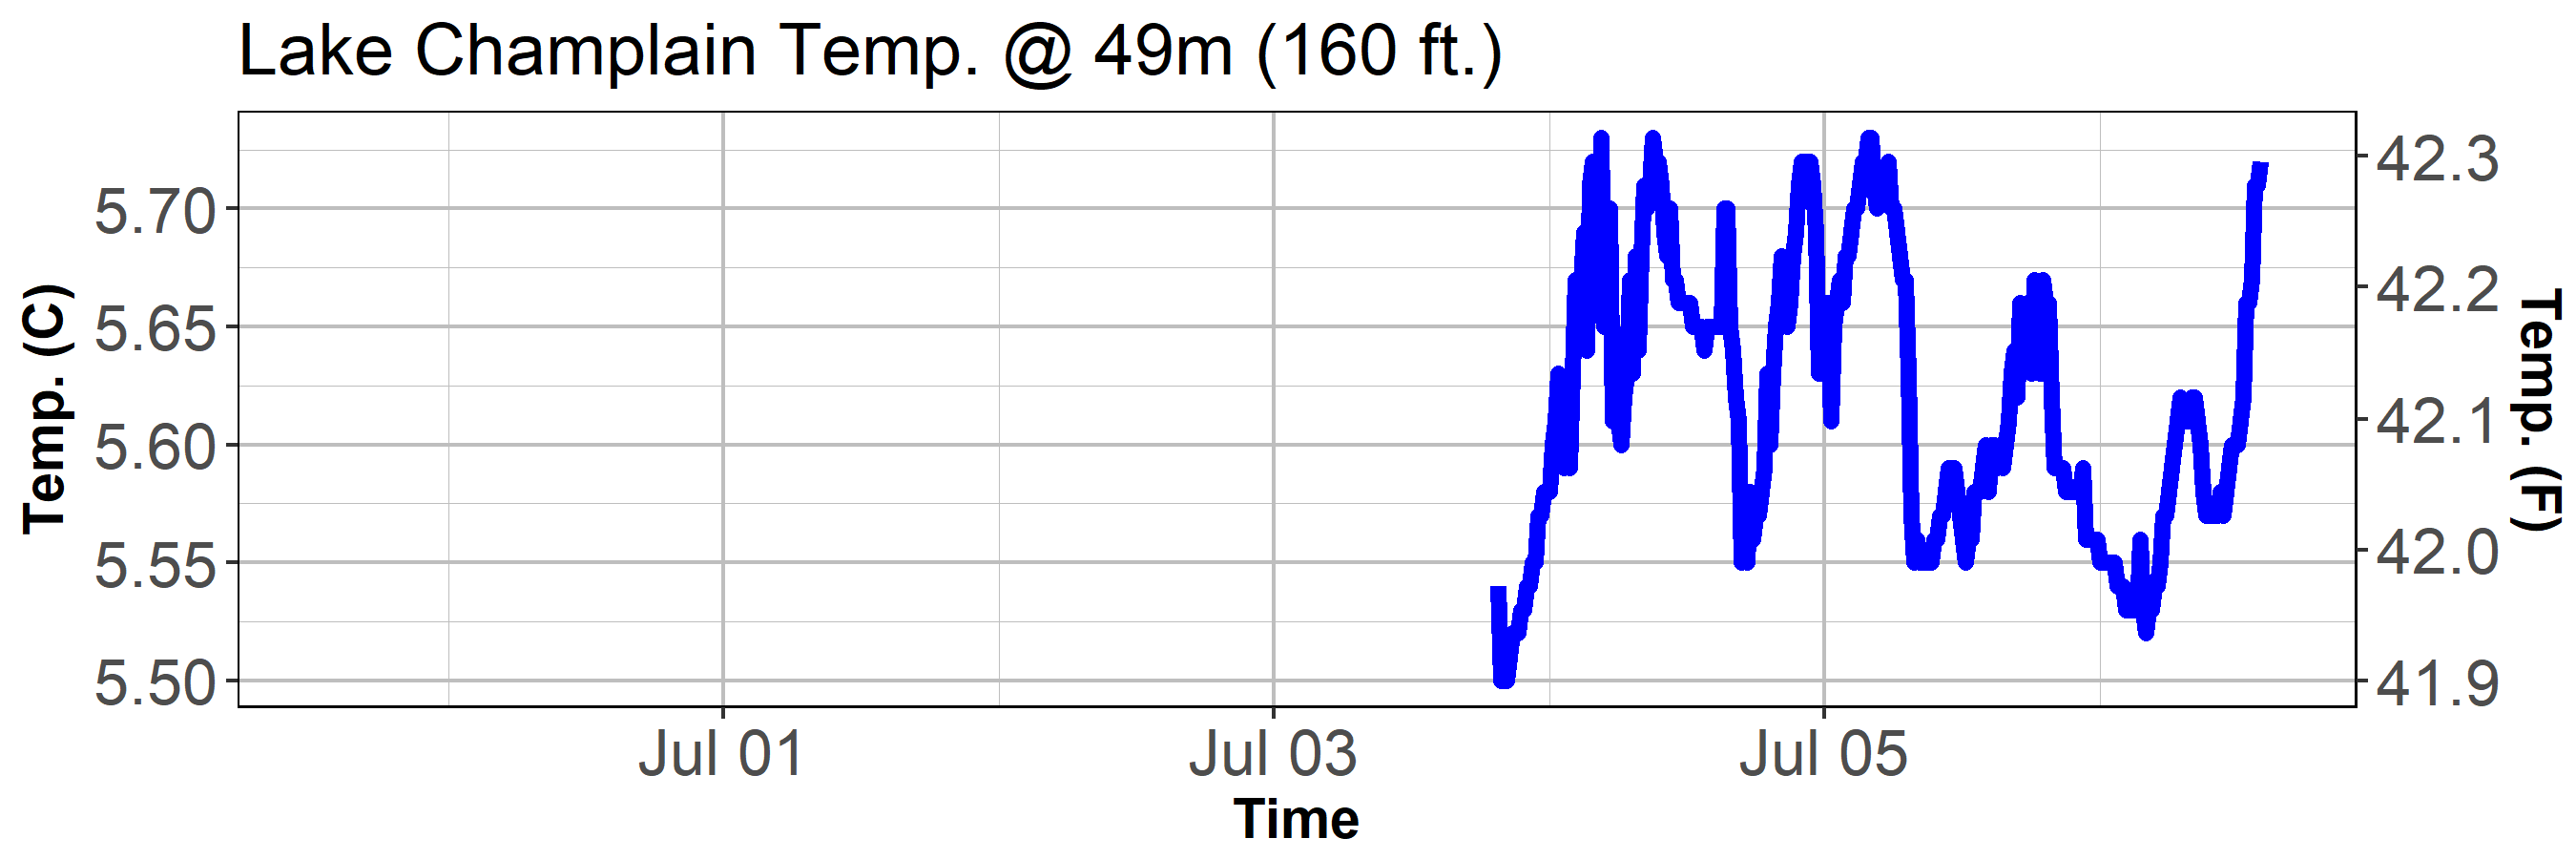 Lake Champlain Temp. @ 49m (160 ft.)
Temp. (C)
5.70
5.65
5.60
5.55
5.50
42.3
42.2
42.1
42.0
41.9
Temp. (F)
Jul 01
Jul 03
Jul 05
Time